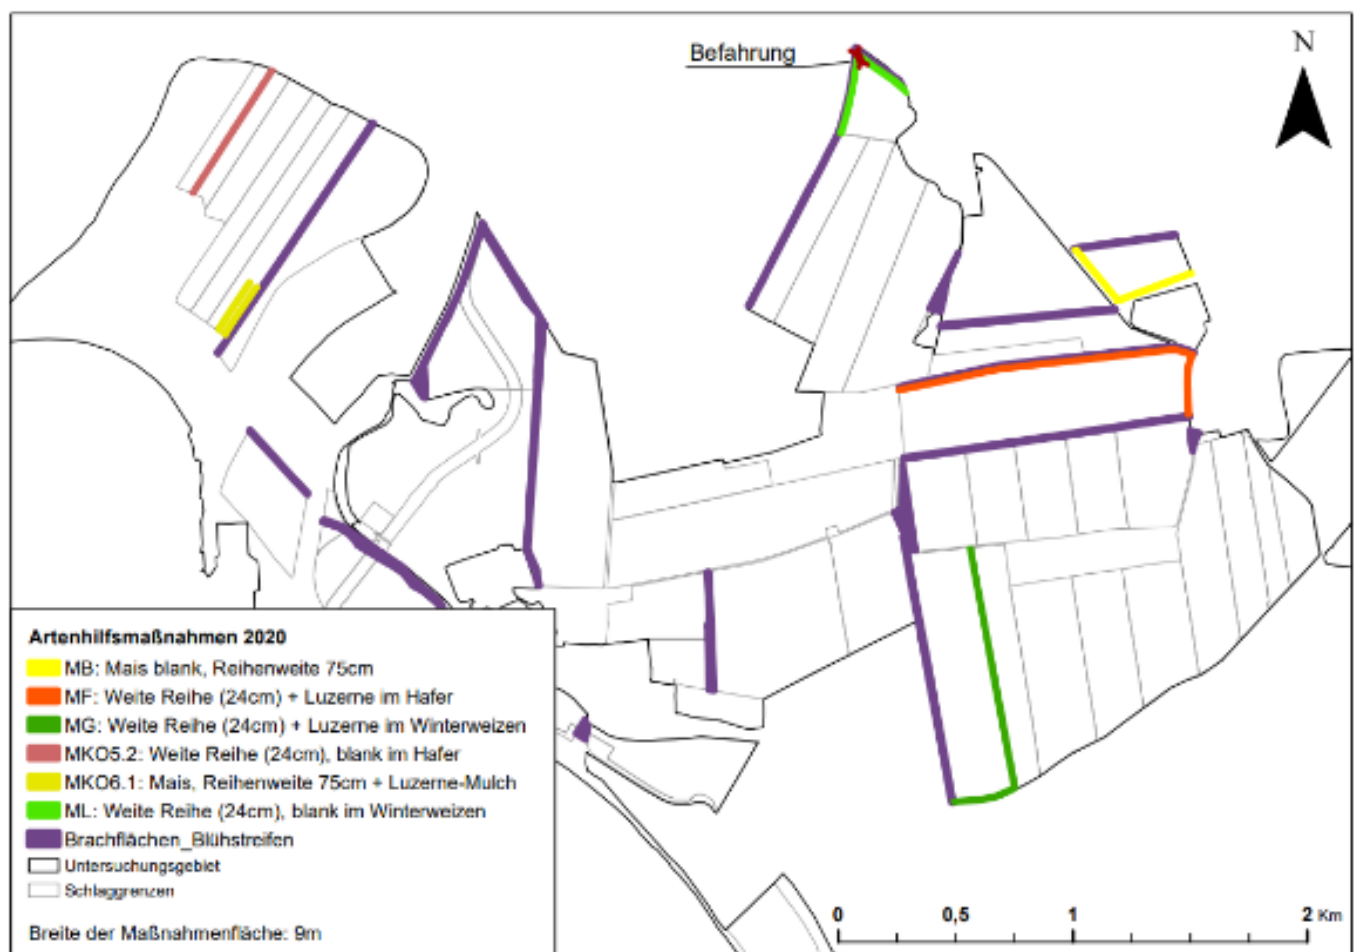 Befahrung
N
Artenhilfsmaßnahmen 2020
MB: Mais blank, Reihenweite 75cm
MF: Weite Reihe (24cm) + Luzerne im Hafer
MG: Weite Reihe (24cm) + Luzerne im Winterweizen
MKO5.2: Weite Reihe (24cm), blank im Hafer
MKO6.1: Mais, Reihenweite 75cm + Luzerne-Mulch
ML: Weite Reihe (24cm), blank im Winterweizen
Brachflächen_Blühstreifen
Untersuchungsgebiet
Schlaggrenzen
Breite der Maßnahmenfläche: 9m
0 0,5 1 2 Km